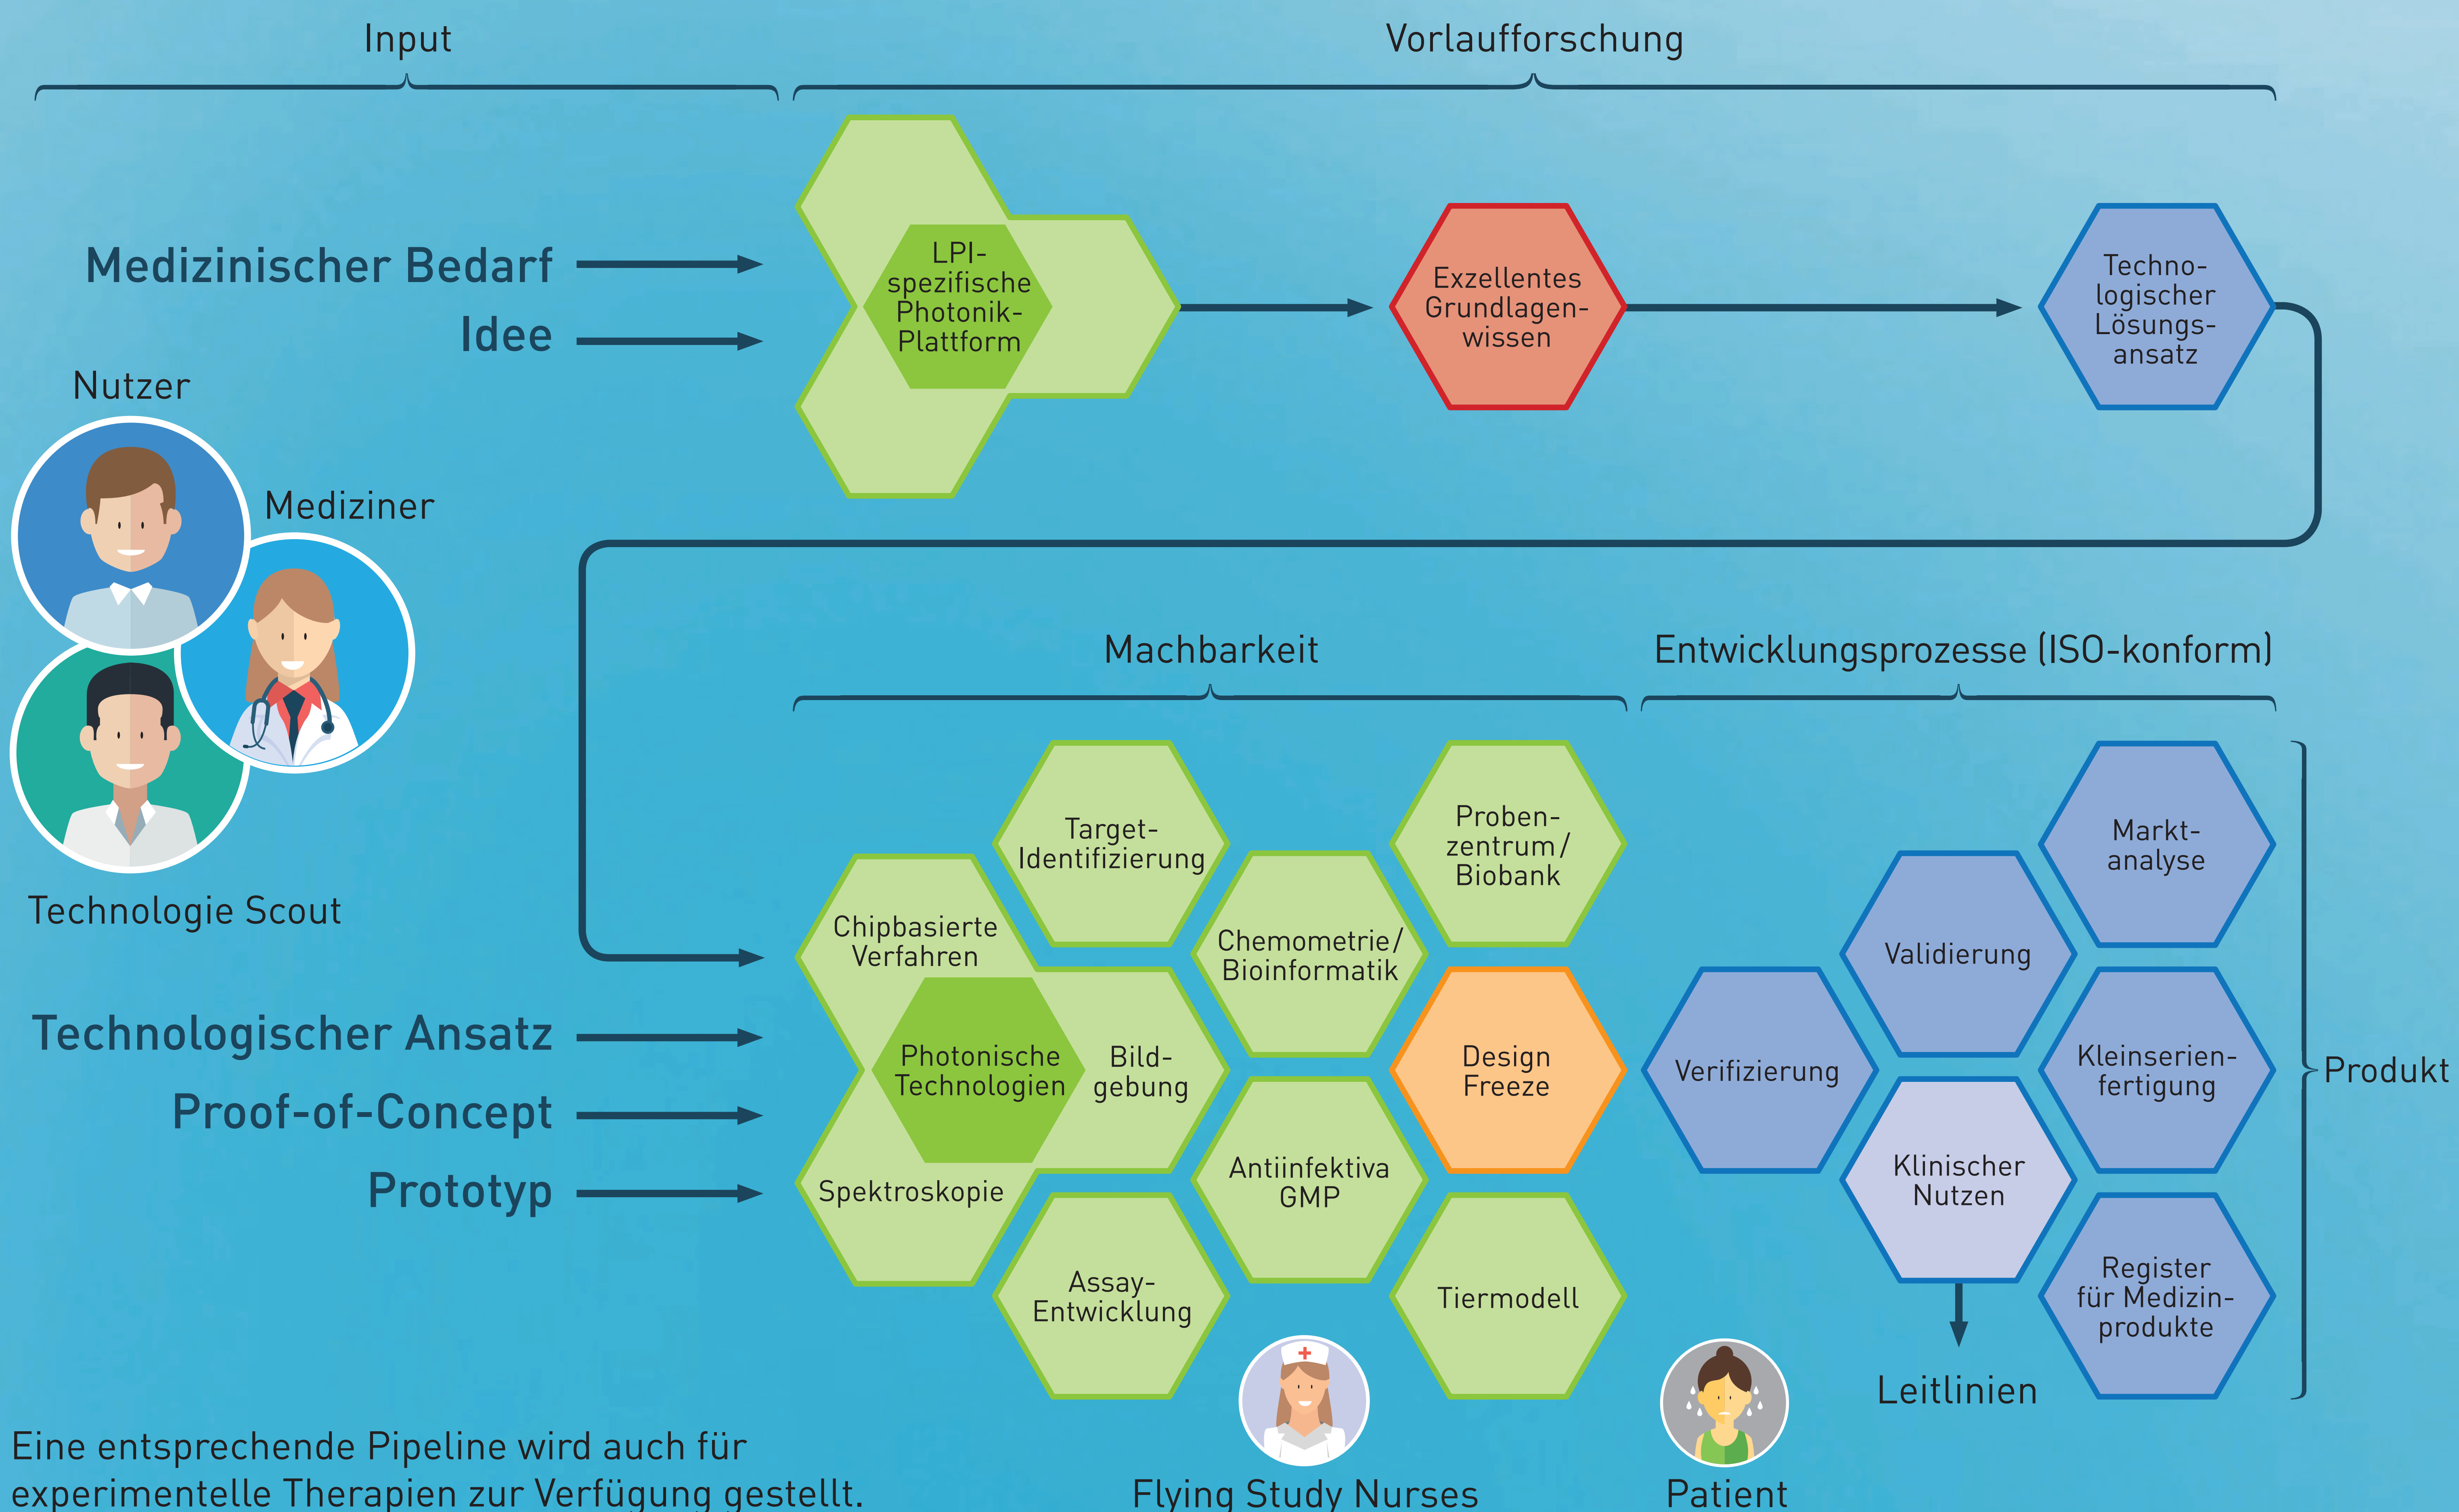 Input
Vorlaufforschung
Medizinischer Bedarf
Idee
LPI-
spezifische
Photonik-
Plattform
Exzellentes
Grundlagen-
wissen
Techno-
logischer
Lösungs-
ansatz
Nutzer
Mediziner
Technologie Scout
Machbarkeit
Entwicklungsprozesse (ISO-konform)
Technologischer Ansatz
Proof-of-Concept
Prototyp
Chipbasierte
Verfahren
Photonische
Technologien
Bild-
gebung
Spektroskopie
Target-
Identifizierung
Assay-
Entwicklung
Chemometrie/
Bioinformatik
Antiinfektiva
GMP
Proben-
zentrum/
Biobank
Design
Freeze
Tiermodell
Verifizierung
Validierung
Klinischer
Nutzen
Markt-
analyse
Kleinserien-
fertigung
Register
für Medizin-
produkte
Produkt
Leitlinien
Flying Study Nurses
Patient
Eine entsprechende Pipeline wird auch für
experimentelle Therapien zur Verfügung gestellt.